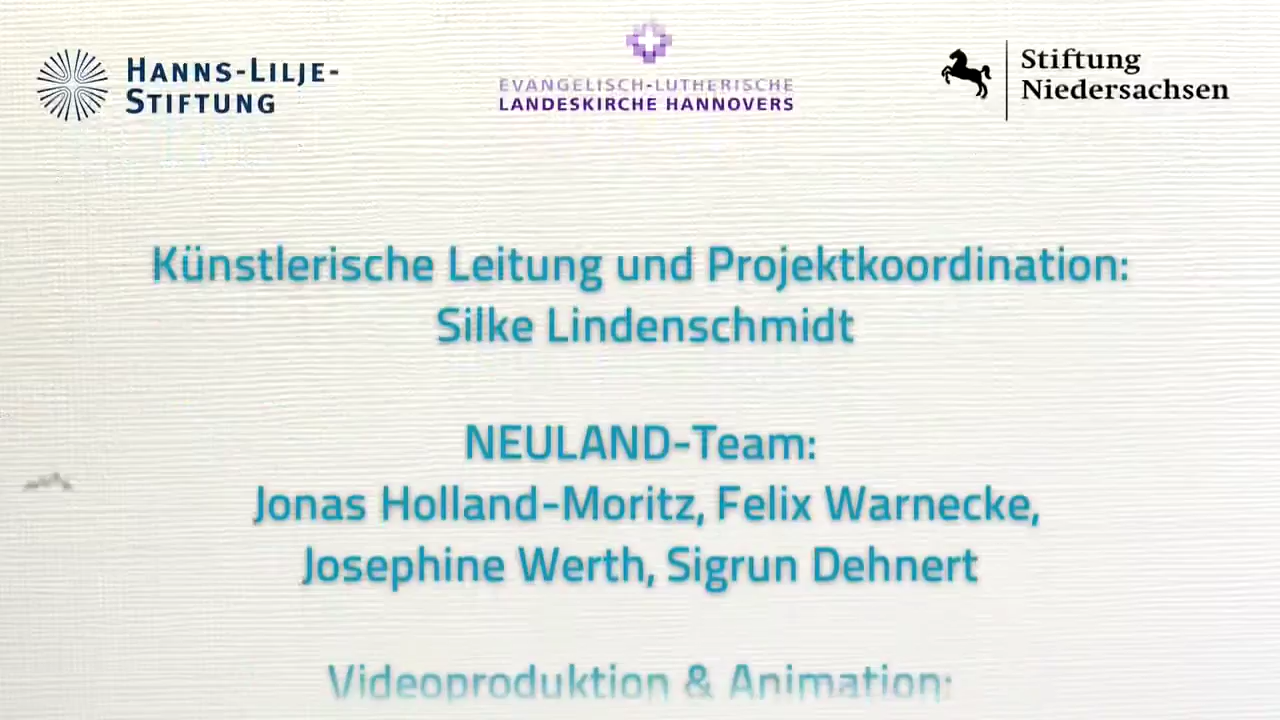 HANNS-LILJE-
STIFTUNG
EVANGELISCH-LUTHERISCHE
LANDESKIRCHE HANNOVERS
Stiftung
Niedersachsen
Künstlerische Leitung und Projektkoordination:
Silke Lindenschmidt
NEULAND-Team:
Jonas Holland-Moritz, Felix Warnecke,
Josephine Werth, Sigrun Dehnert
Videoproduktion & Animation: